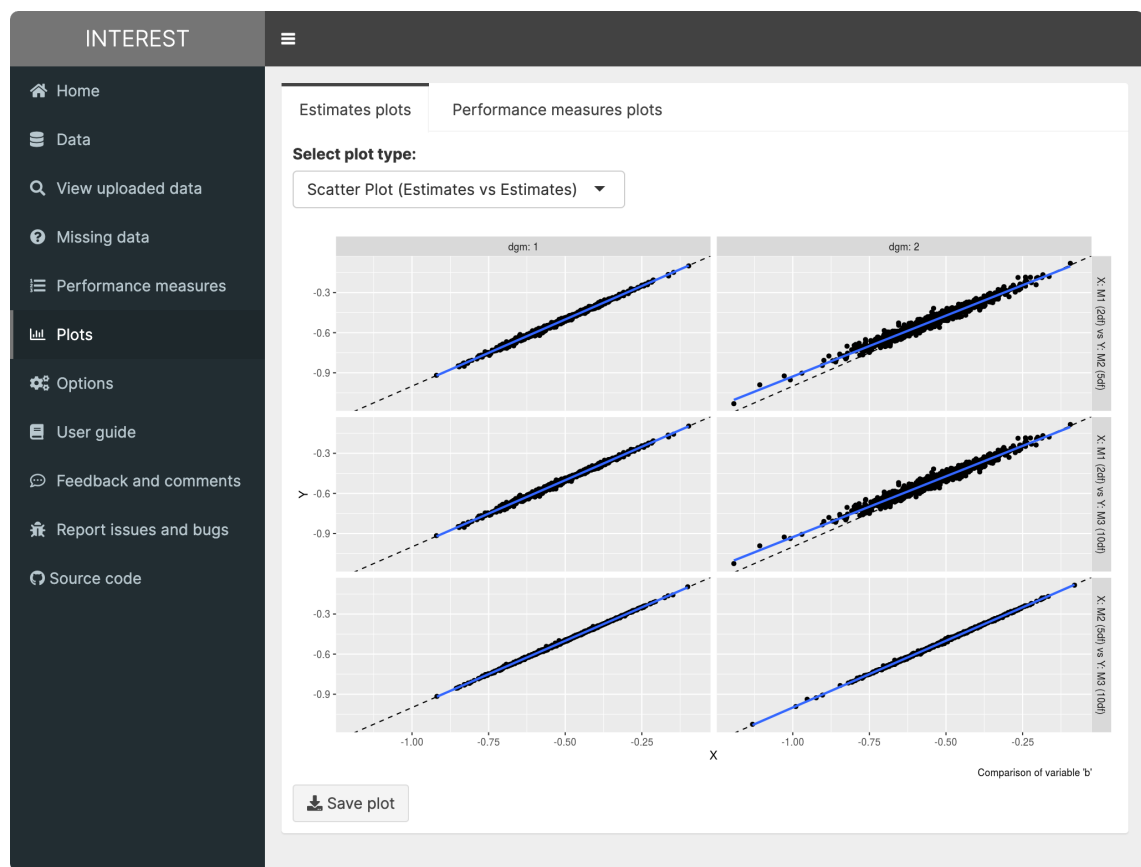 INTEREST
Home
Data
View uploaded data
Missing data
Performance measures
Plots
Options
User guide
Feedback and comments
Report issues and bugs
Source code
Estimates plots
Performance measures plots
Select plot type:
Scatter Plot (Estimates vs Estimates)
dgm: 1
dgm: 2
-0.3
-0.6
-0.9
X: M1 (2df) vs Y: M2 (5df)
-0.3
-0.6
-0.9
X: M1 (2df) vs Y: M3 (10df)
Y
-0.3
-0.6
-0.9
X: M2 (5df) vs Y: M3 (10df)
-1.00
-0.75
-0.50
-0.25
-1.00
-0.75
-0.50
-0.25
X
Comparison of variable 'b'
Save plot